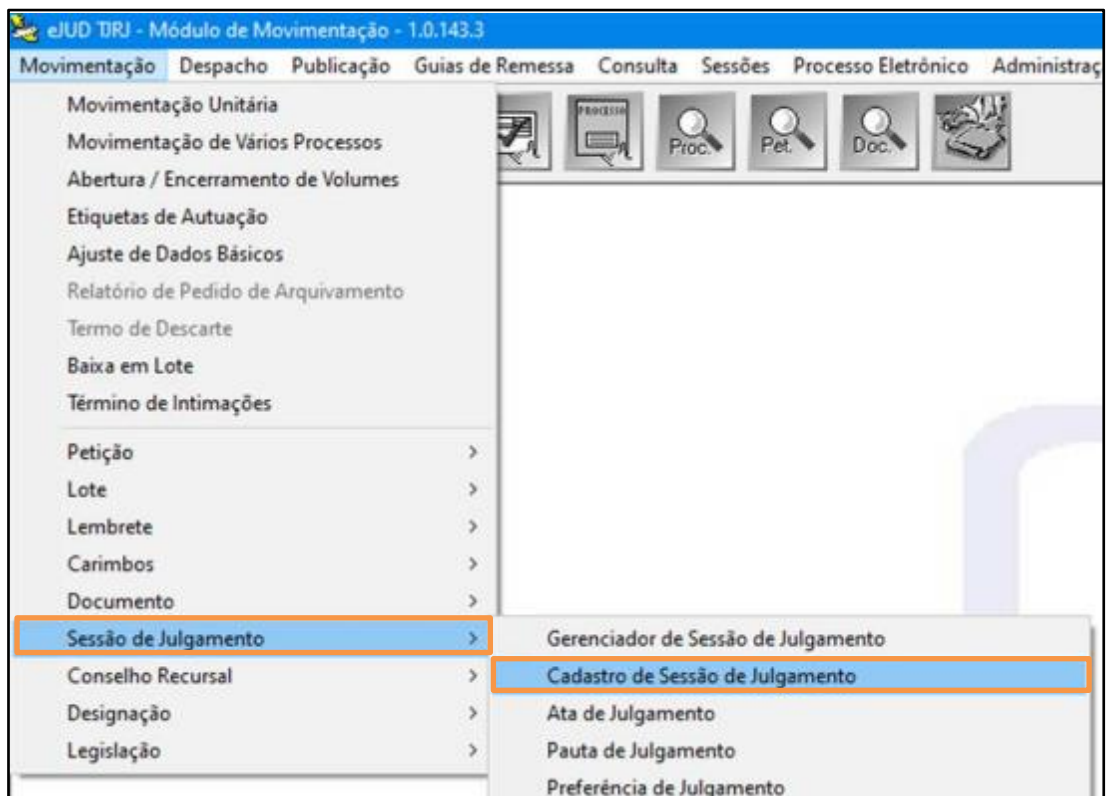 eJUD TJRJ - Módulo de Movimentação - 1.0.143.3
Movimentação Despacho Publicação Guias de Remessa Consulta Sessões Processo Eletrônico Administraç
PROCESSO
Proc. Pet. Doc.
Movimentação Unitária
Movimentação de Vários Processos
Abertura / Encerramento de Volumes
Etiquetas de Autuação
Ajuste de Dados Básicos
Relatório de Pedido de Arquivamento
Termo de Descarte
Baixa em Lote
Término de Intimações
Petição >
Lote >
Lembrete >
Carimbos >
Documento >
Sessão de Julgamento >
Conselho Recursal >
Designação >
Legislação >
Gerenciador de Sessão de Julgamento
Cadastro de Sessão de Julgamento
Ata de Julgamento
Pauta de Julgamento
Preferência de Julgamento